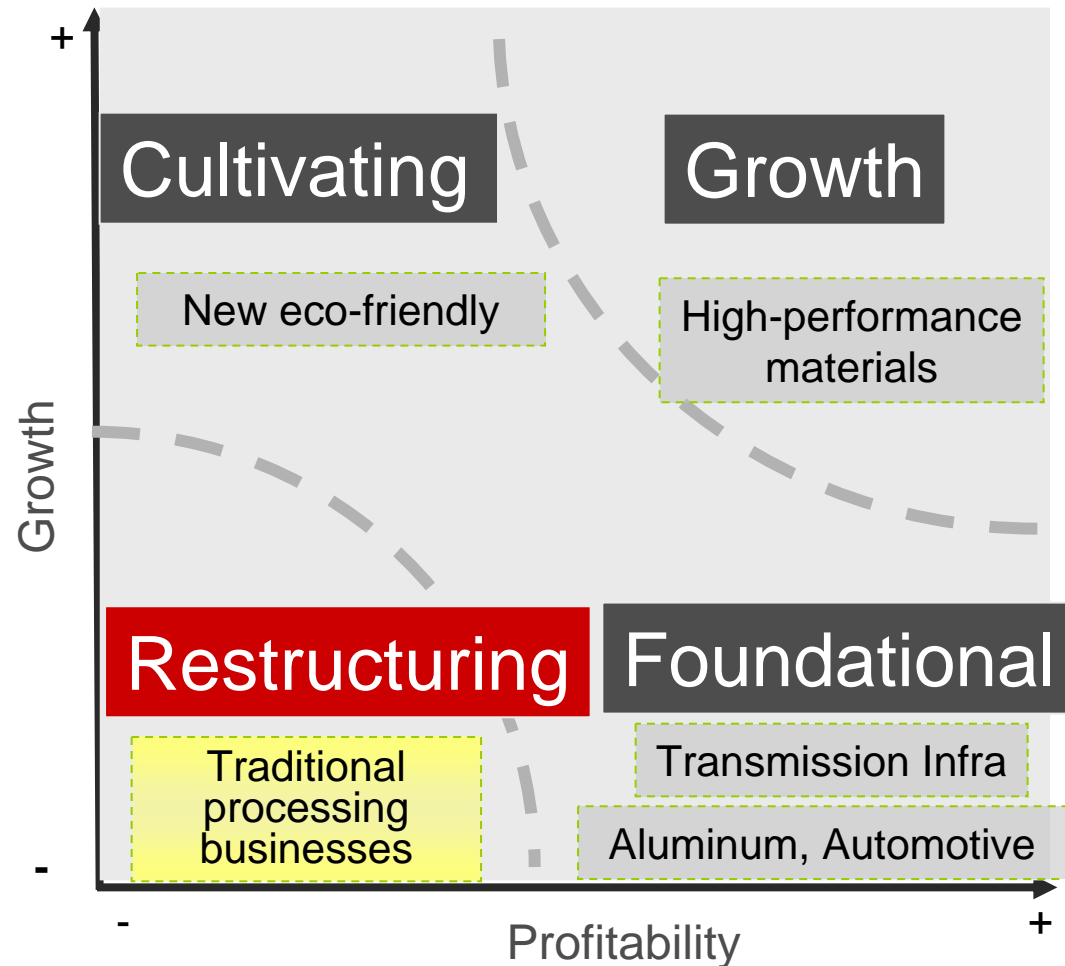 +
Cultivating
Growth
New eco-friendly
High-performance
materials
Growth
Restructuring
Foundational
Traditional
processing
businesses
Transmission Infra
Aluminum, Automotive
-
-
+
Profitability